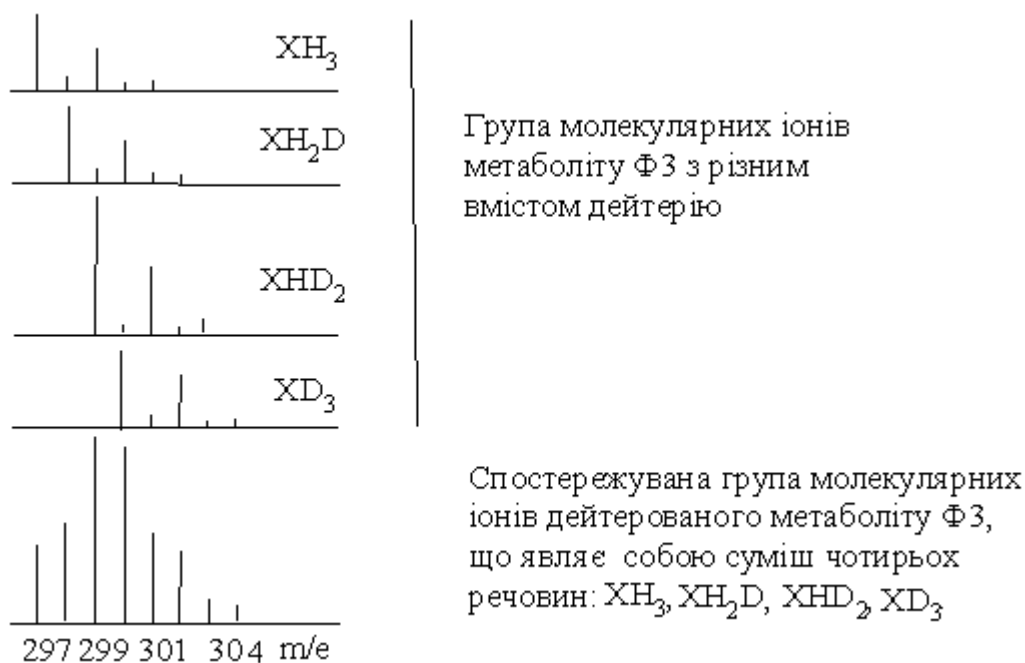 XH₃
XH₂D
Група молекулярних іонів
метаболіту Ф3 з різним
вмістом дейтерію
XHD₂
XD₃
Спостережувана група молекулярних
іонів дейтерованого метаболіту Ф3,
що являє собою суміш чотирьох
речовин: XH₃, XH₂D, XHD₂, XD₃
297 299 301 304 m/e